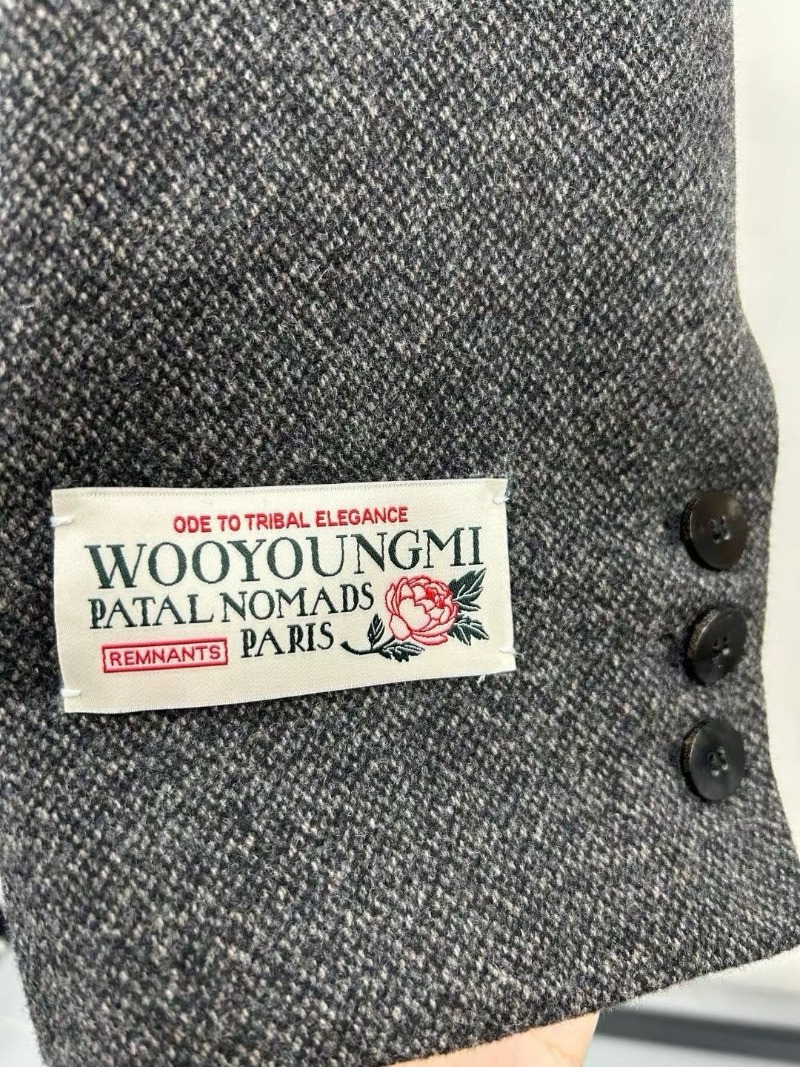 ODE TO TRIBAL ELEGANCE
WOOYOUNGMI
PATAL NOMADS
REMNANTS PARIS